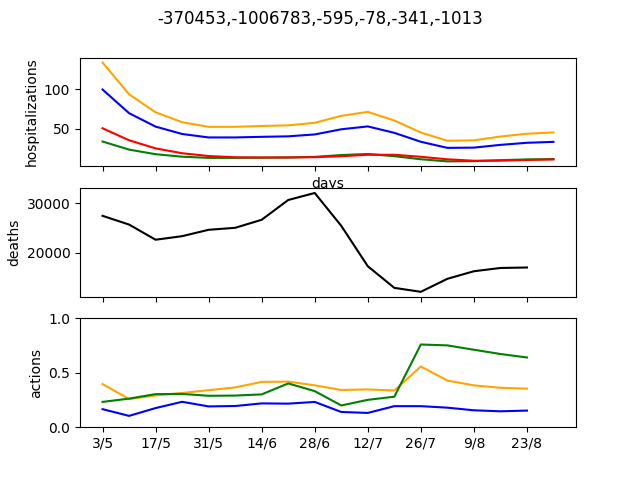 -370453,-1006783,-595,-78,-341,-1013
hospitalizations
100
50
days
deaths
30000
20000
actions
1.0
0.5
0.0
3/5 17/5 31/5 14/6 28/6 12/7 26/7 9/8 23/8